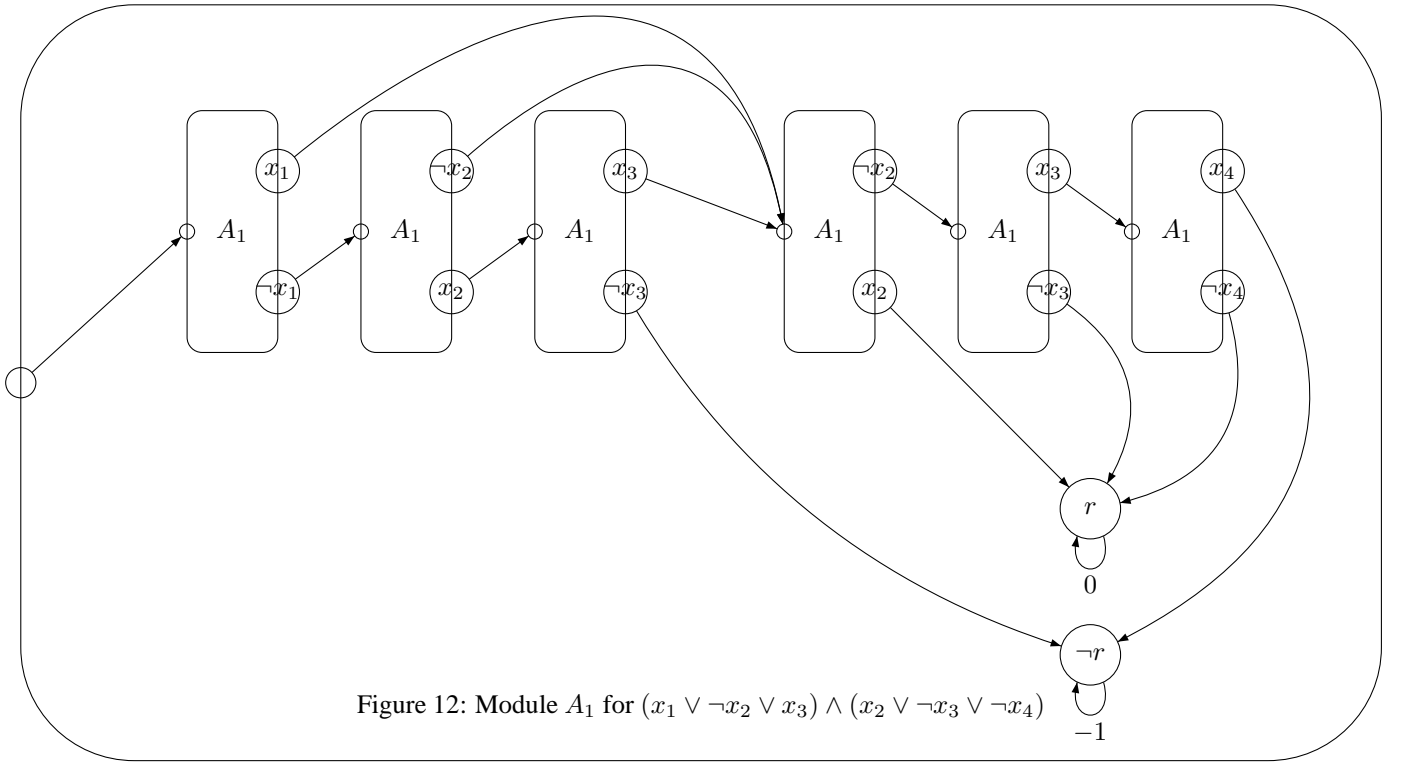 x₁ ¬x₂ x₃ ¬x₂ x₃ x₄
A₁ A₁ A₁ A₁ A₁ A₁
¬x₁ x₂ ¬x₃ x₂ ¬x₃ ¬x₄
r
0
¬r
Figure 12: Module A₁ for (x₁ ∨ ¬x₂ ∨ x₃) ∧ (x₂ ∨ ¬x₃ ∨ ¬x₄)
−1